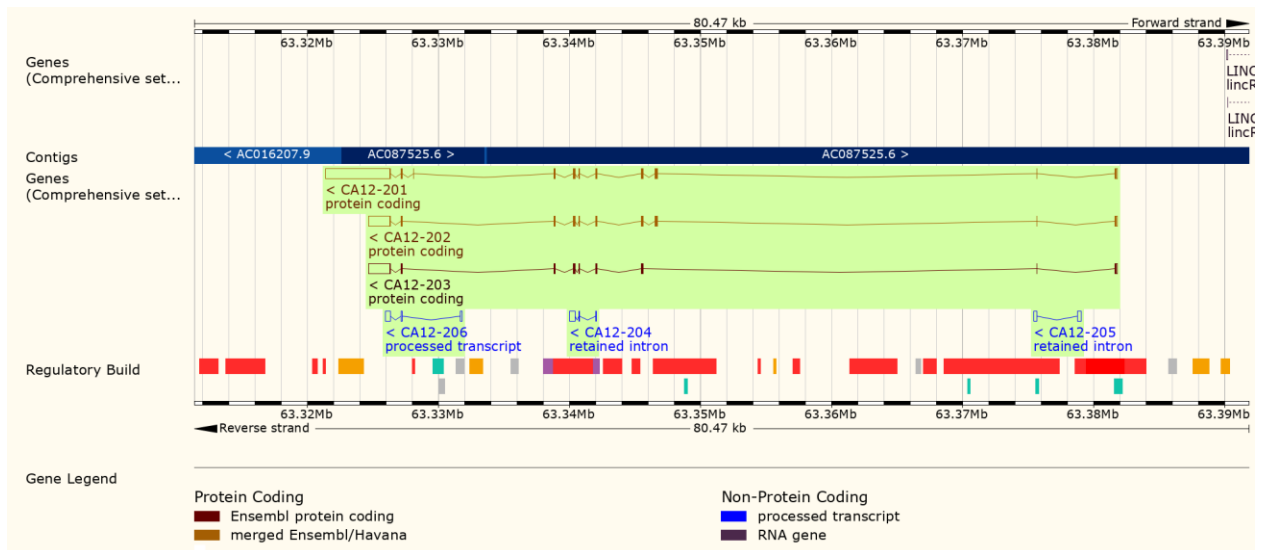 80.47 kb Forward strand
63.32Mb 63.33Mb 63.34Mb 63.35Mb 63.36Mb 63.37Mb 63.38Mb 63.39Mb
Genes
(Comprehensive set...
LINC
lincR
LINC
lincR
Contigs
< AC016207.9 AC087525.6 > AC087525.6 >
Genes
(Comprehensive set...
< CA12-201
protein coding
< CA12-202
protein coding
< CA12-203
protein coding
< CA12-206 < CA12-204 < CA12-205
processed transcript retained intron retained intron
Regulatory Build
63.32Mb 63.33Mb 63.34Mb 63.35Mb 63.36Mb 63.37Mb 63.38Mb 63.39Mb
Reverse strand 80.47 kb
Gene Legend
Protein Coding Non-Protein Coding
Ensembl protein coding processed transcript
merged Ensembl/Havana RNA gene